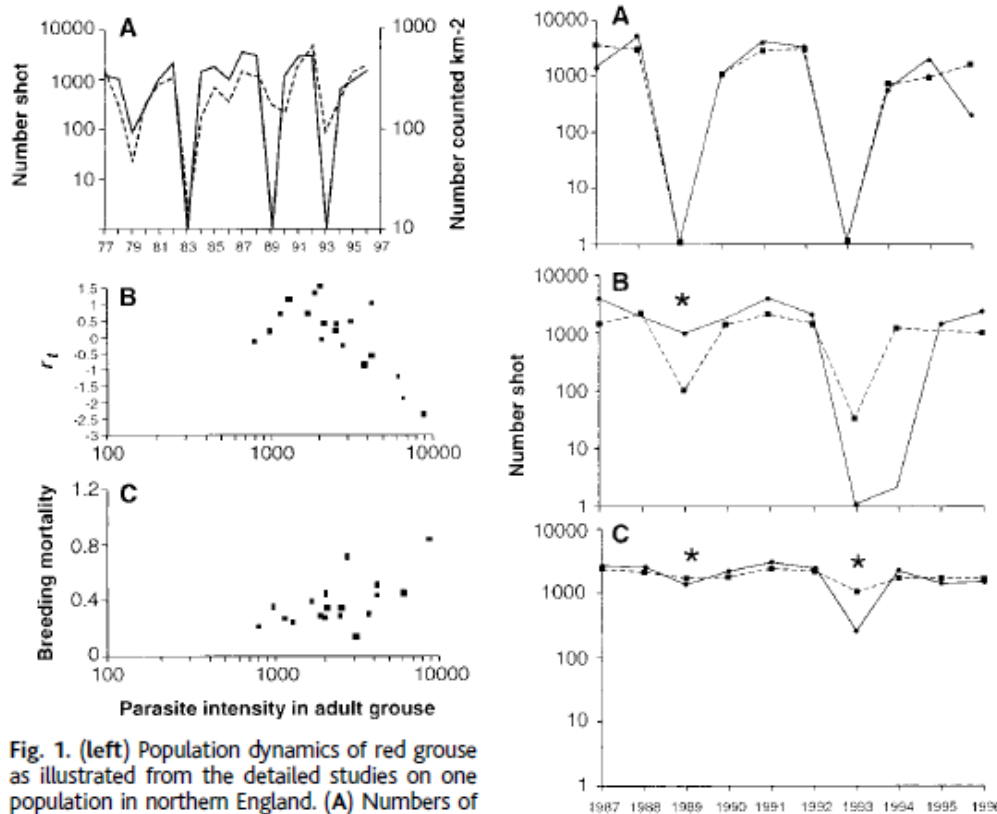 A
10000
1000
100
10
Number shot
1000
100
10
Number counted km-2
77 79 81 83 85 87 89 91 93 95 97
B
1.5
1
0.5
0
-0.5
-1
-1.5
-2
-2.5
-3
r t
100 1000 10000
C
1.2
0.8
0.4
0
Breeding mortality
100 1000 10000
Parasite intensity in adult grouse
Fig. 1. (left) Population dynamics of red grouse
as illustrated from the detailed studies on one
population in northern England. (A) Numbers of
A
10000
1000
100
10
1
B
*
10000
1000
100
10
1
Number shot
C
* *
10000
1000
100
10
1
1987 1988 1989 1990 1991 1992 1993 1994 1995 1996